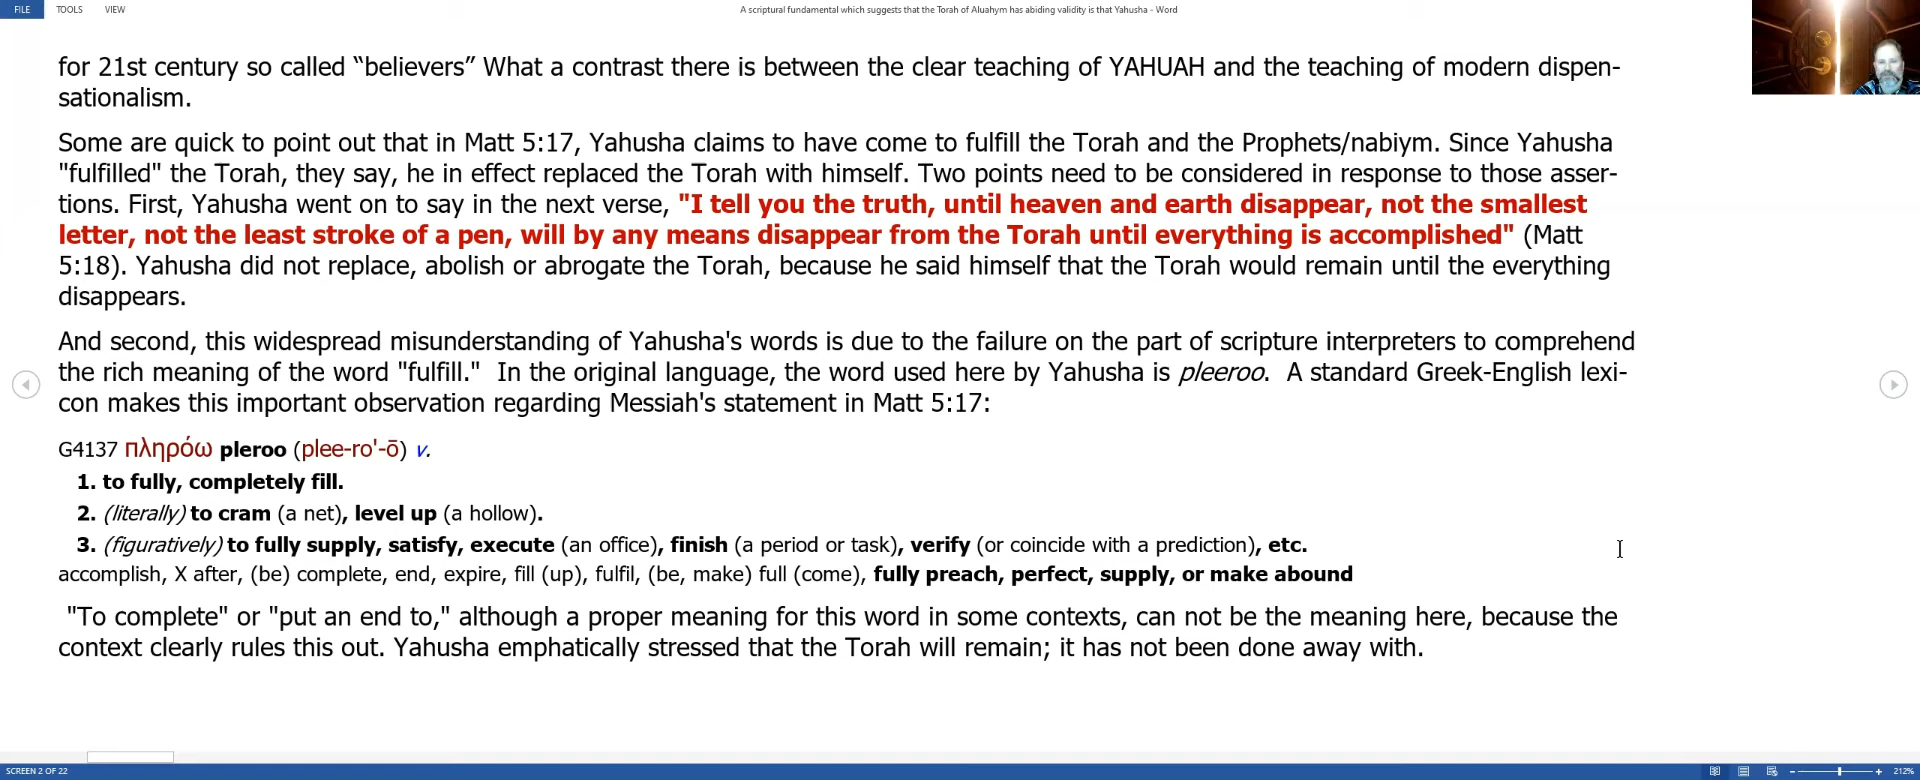 FILE TOOLS VIEW A scriptural fundamental which suggests that the Torah of Aluahym has abiding validity is that Yahusha - Word
for 21st century so called “believers” What a contrast there is between the clear teaching of YAHUAH and the teaching of modern dispen-
sationalism.
Some are quick to point out that in Matt 5:17, Yahusha claims to have come to fulfill the Torah and the Prophets/nabiym. Since Yahusha
"fulfilled" the Torah, they say, he in effect replaced the Torah with himself. Two points need to be considered in response to those asser-
tions. First, Yahusha went on to say in the next verse, "I tell you the truth, until heaven and earth disappear, not the smallest
letter, not the least stroke of a pen, will by any means disappear from the Torah until everything is accomplished" (Matt
5:18). Yahusha did not replace, abolish or abrogate the Torah, because he said himself that the Torah would remain until the everything
disappears.
And second, this widespread misunderstanding of Yahusha's words is due to the failure on the part of scripture interpreters to comprehend
the rich meaning of the word "fulfill." In the original language, the word used here by Yahusha is pleeroo. A standard Greek-English lexi-
con makes this important observation regarding Messiah's statement in Matt 5:17:
G4137 πληρόω pleroo (plee-ro'-ō) v.
1. to fully, completely fill.
2. (literally) to cram (a net), level up (a hollow).
3. (figuratively) to fully supply, satisfy, execute (an office), finish (a period or task), verify (or coincide with a prediction), etc.
accomplish, X after, (be) complete, end, expire, fill (up), fulfil, (be, make) full (come), fully preach, perfect, supply, or make abound
"To complete" or "put an end to," although a proper meaning for this word in some contexts, can not be the meaning here, because the
context clearly rules this out. Yahusha emphatically stressed that the Torah will remain; it has not been done away with.
SCREEN 2 OF 22 212%